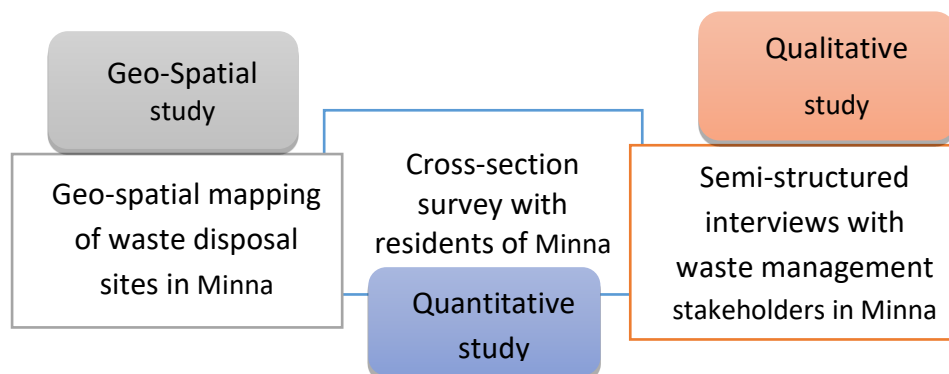 Geo-Spatial
study
Geo-spatial mapping
of waste disposal
sites in Minna
Cross-section
survey with
residents of Minna
Quantitative
study
Qualitative
study
Semi-structured
interviews with
waste management
stakeholders in Minna